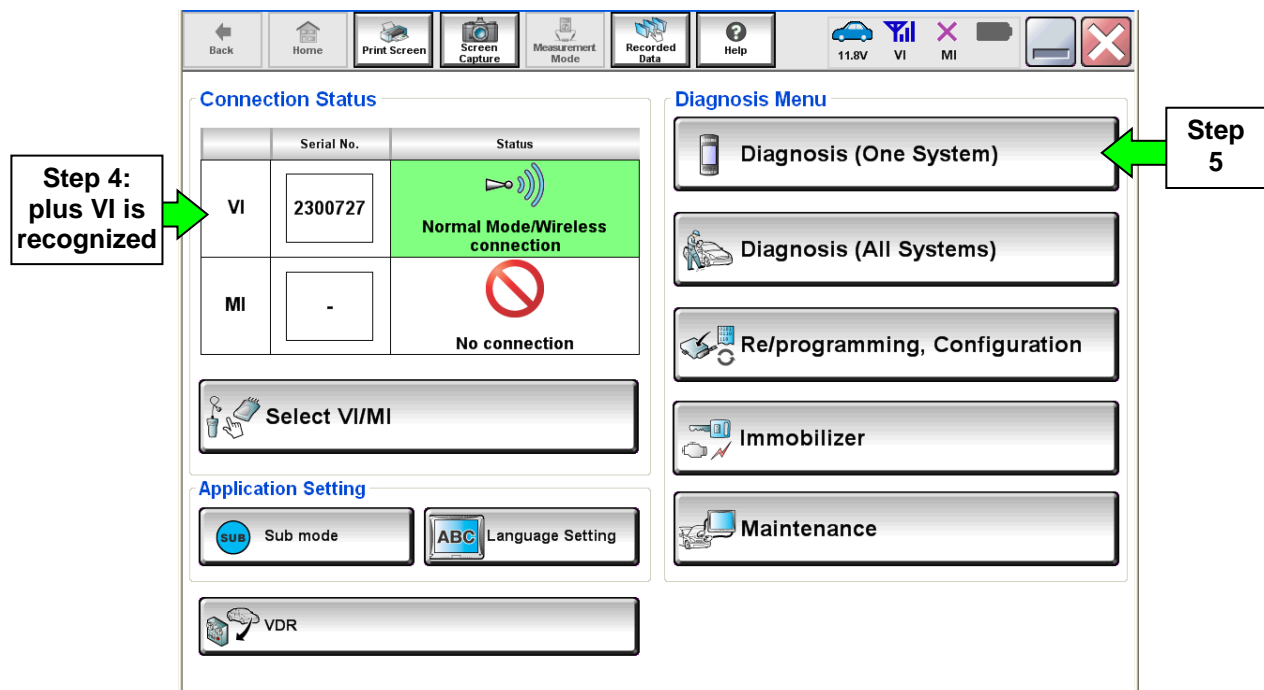 Back
Home
Print Screen
Screen
Capture
Measurement
Mode
Recorded
Data
Help
11.8V
VI
MI
Connection Status
Serial No.
Status
VI
2300727
Normal Mode/Wireless
connection
MI
-
No connection
Select VI/MI
Application Setting
SUB
Sub mode
ABC
Language Setting
VDR
Diagnosis Menu
Diagnosis (One System)
Diagnosis (All Systems)
Re/programming, Configuration
Immobilizer
Maintenance
Step 4:
plus VI is
recognized
Step
5